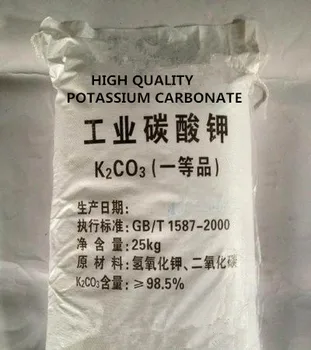 HIGH QUALITY
POTASSIUM CARBONATE
工业碳酸钾
K₂CO₃(一等品)
生产日期:
执行标准: GB/T 1587-2000
净 含 量: 25kg
原 材 料: 氢氧化钾、二氧化碳
K₂CO₃含量: ≥98.5%